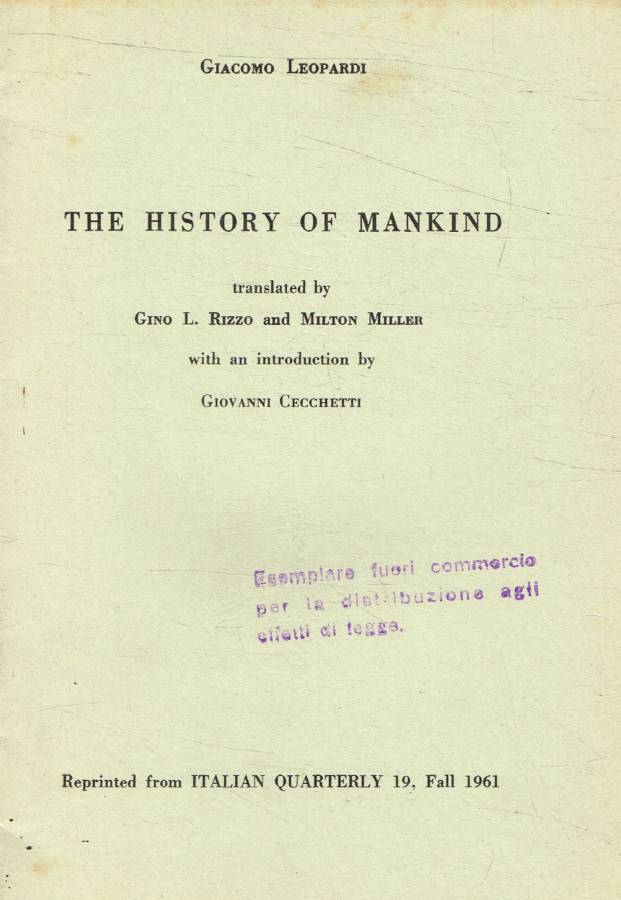 GIACOMO LEOPARDI
THE HISTORY OF MANKIND
translated by
GINO L. RIZZO and MILTON MILLER
with an introduction by
GIOVANNI CECCHETTI
Esemplare fuori commercio
per la distribuzione agli
effetti di legge.
Reprinted from ITALIAN QUARTERLY 19, Fall 1961